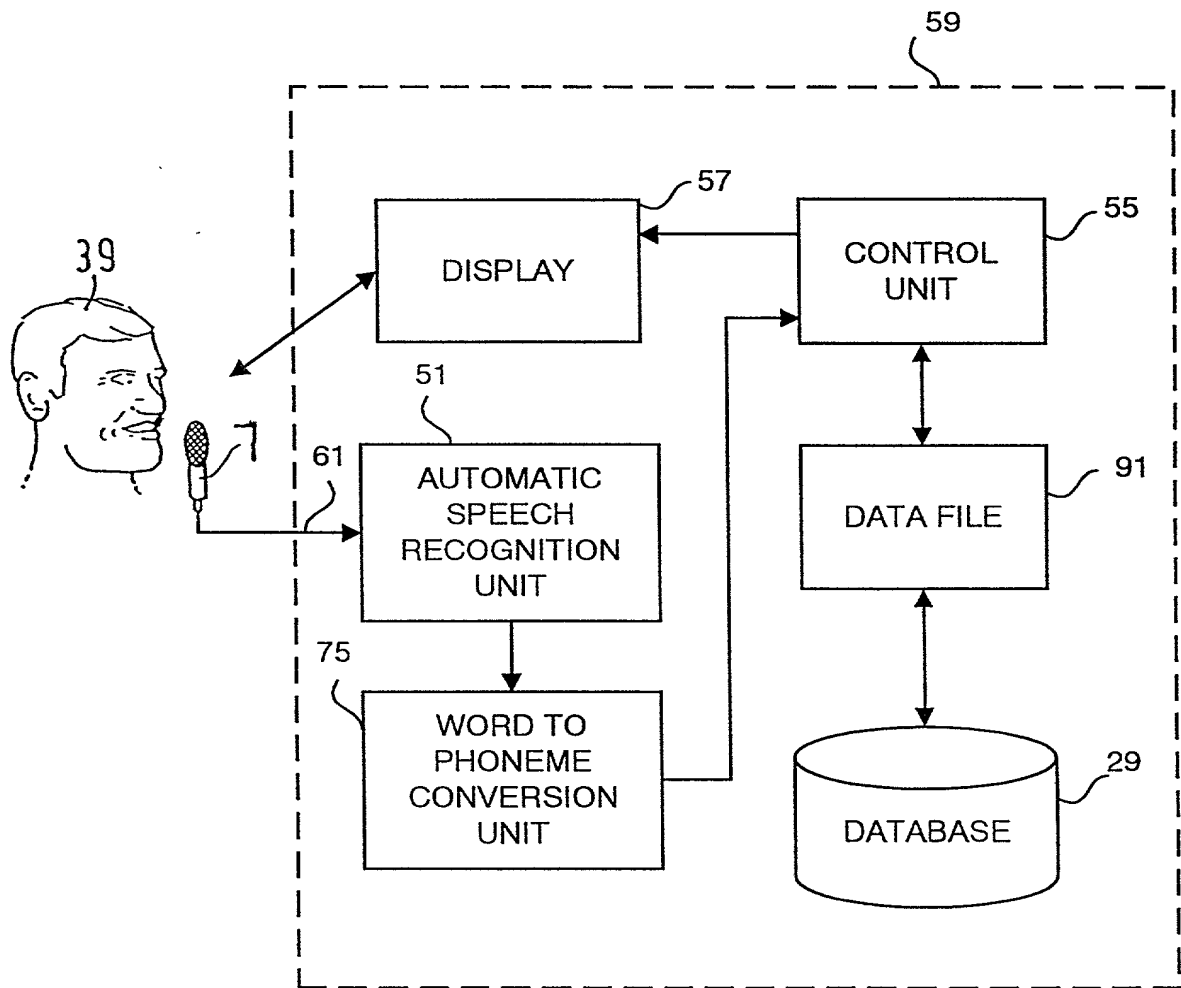 59
57
55
DISPLAY
CONTROL
UNIT
39
51
7
61
AUTOMATIC
SPEECH
RECOGNITION
UNIT
91
DATA FILE
75
WORD TO
PHONEME
CONVERSION
UNIT
29
DATABASE